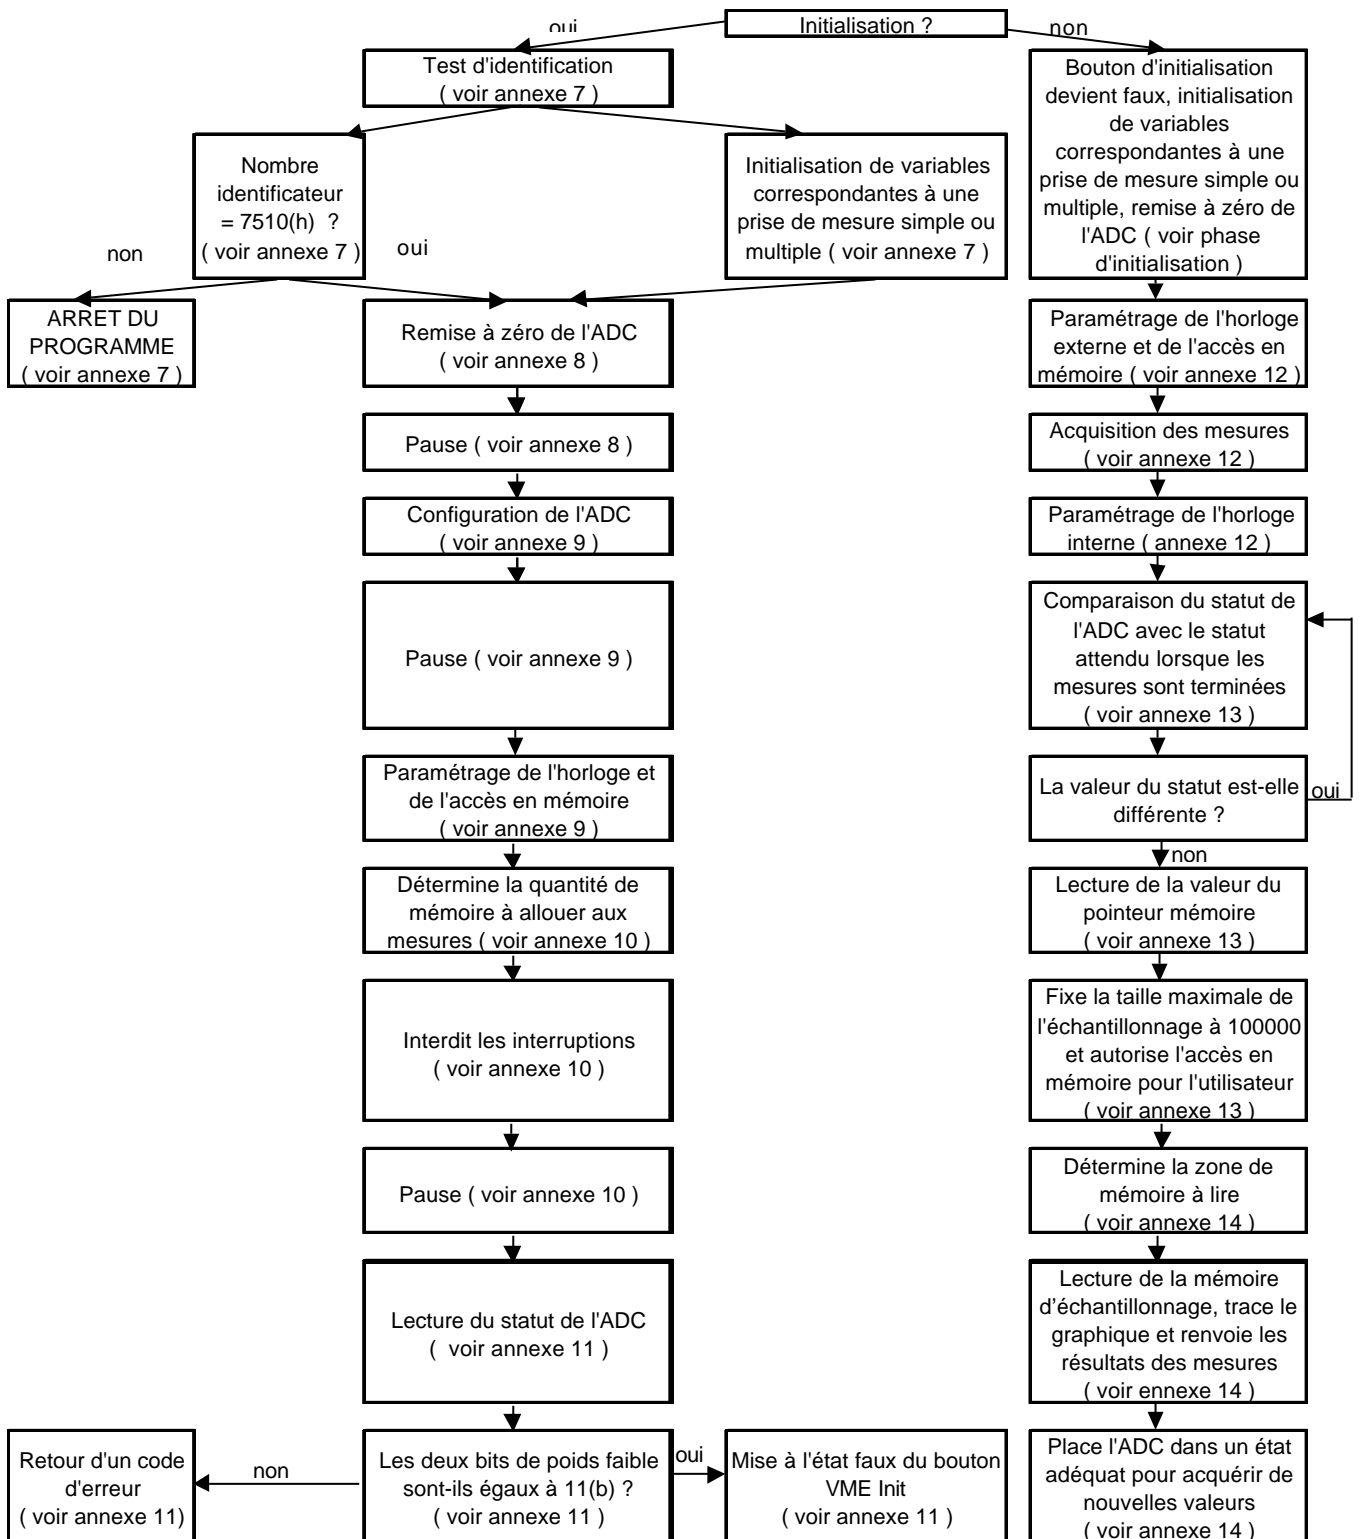 Initialisation ?
oui
non
Test d'identification
( voir annexe 7 )
Bouton d'initialisation
devient faux, initialisation
de variables
correspondantes à une
prise de mesure simple ou
multiple, remise à zéro de
l'ADC ( voir phase
d'initialisation )
Nombre
identificateur
= 7510(h) ?
( voir annexe 7 )
Initialisation de variables
correspondantes à une
prise de mesure simple ou
multiple ( voir annexe 7 )
non
oui
ARRET DU
PROGRAMME
( voir annexe 7 )
Remise à zéro de l'ADC
( voir annexe 8 )
Paramétrage de l'horloge
externe et de l'accès en
mémoire ( voir annexe 12 )
Pause ( voir annexe 8 )
Acquisition des mesures
( voir annexe 12 )
Configuration de l'ADC
( voir annexe 9 )
Paramétrage de l'horloge
interne ( annexe 12 )
Pause ( voir annexe 9 )
Comparaison du statut de
l'ADC avec le statut
attendu lorsque les
mesures sont terminées
( voir annexe 13 )
Paramétrage de l'horloge et
de l'accès en mémoire
( voir annexe 9 )
La valeur du statut est-elle
différente ?
oui
non
Détermine la quantité de
mémoire à allouer aux
mesures ( voir annexe 10 )
Lecture de la valeur du
pointeur mémoire
( voir annexe 13 )
Interdit les interruptions
( voir annexe 10 )
Fixe la taille maximale de
l'échantillonnage à 100000
et autorise l'accès en
mémoire pour l'utilisateur
( voir annexe 13 )
Pause ( voir annexe 10 )
Détermine la zone de
mémoire à lire
( voir annexe 14 )
Lecture du statut de l'ADC
( voir annexe 11 )
Lecture de la mémoire
d’échantillonnage, trace le
graphique et renvoie les
résultats des mesures
( voir ennexe 14 )
Retour d'un code
d'erreur
( voir annexe 11)
non
Les deux bits de poids faible
sont-ils égaux à 11(b) ?
( voir annexe 11 )
oui
Mise à l'état faux du bouton
VME Init
( voir annexe 11 )
Place l'ADC dans un état
adéquat pour acquérir de
nouvelles valeurs
( voir annexe 14 )